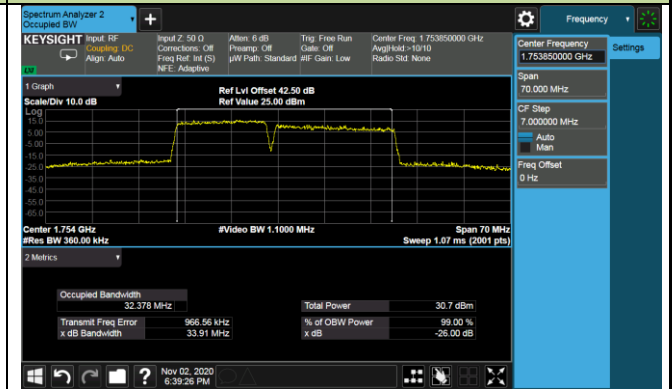 Spectrum Analyzer 2
Occupied BW
+
Frequency
KEYSIGHT
Input: RF
Coupling: DC
Align: Auto
Input Z: 50 Ω
Corrections: Off
Freq Ref: Int (S)
NFE: Adaptive
Atten: 6 dB
Preamp: Off
µW Path: Standard
Trig: Free Run
Gate: Off
#IF Gain: Low
Center Freq: 1.753850000 GHz
Avg|Hold:>10/10
Radio Std: None
Center Frequency
1.753850000 GHz
Settings
Span
70.000 MHz
CF Step
7.000000 MHz
Auto
Man
Freq Offset
0 Hz
1 Graph
Scale/Div 10.0 dB
Ref Lvl Offset 42.50 dB
Ref Value 25.00 dBm
Log
15.0
5.00
-5.00
-15.0
-25.0
-35.0
-45.0
-55.0
-65.0
Center 1.754 GHz
#Res BW 360.00 kHz
#Video BW 1.1000 MHz
Span 70 MHz
Sweep 1.07 ms (2001 pts)
2 Metrics
Occupied Bandwidth
32.378 MHz
Total Power 30.7 dBm
Transmit Freq Error 966.56 kHz
% of OBW Power 99.00 %
x dB Bandwidth 33.91 MHz
x dB -26.00 dB
?
Nov 02, 2020
6:39:26 PM